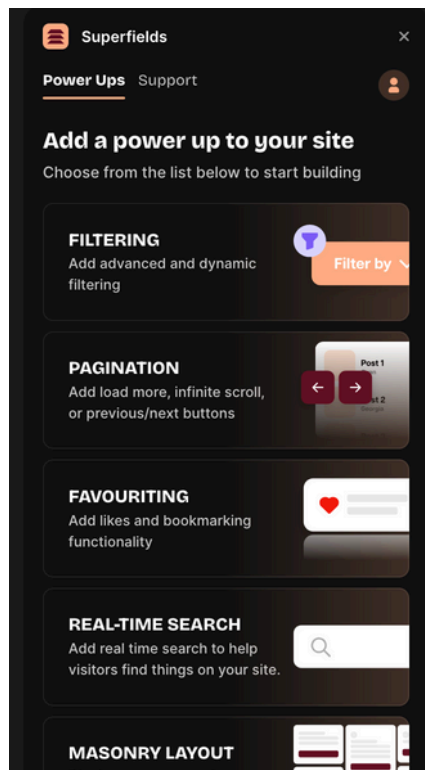 Superfields
Power Ups Support
Add a power up to your site
Choose from the list below to start building
FILTERING
Add advanced and dynamic
filtering
Filter by
PAGINATION
Add load more, infinite scroll,
or previous/next buttons
Post 1
Post 2
Georgia
FAVOURITING
Add likes and bookmarking
functionality
REAL-TIME SEARCH
Add real time search to help
visitors find things on your site.
MASONRY LAYOUT